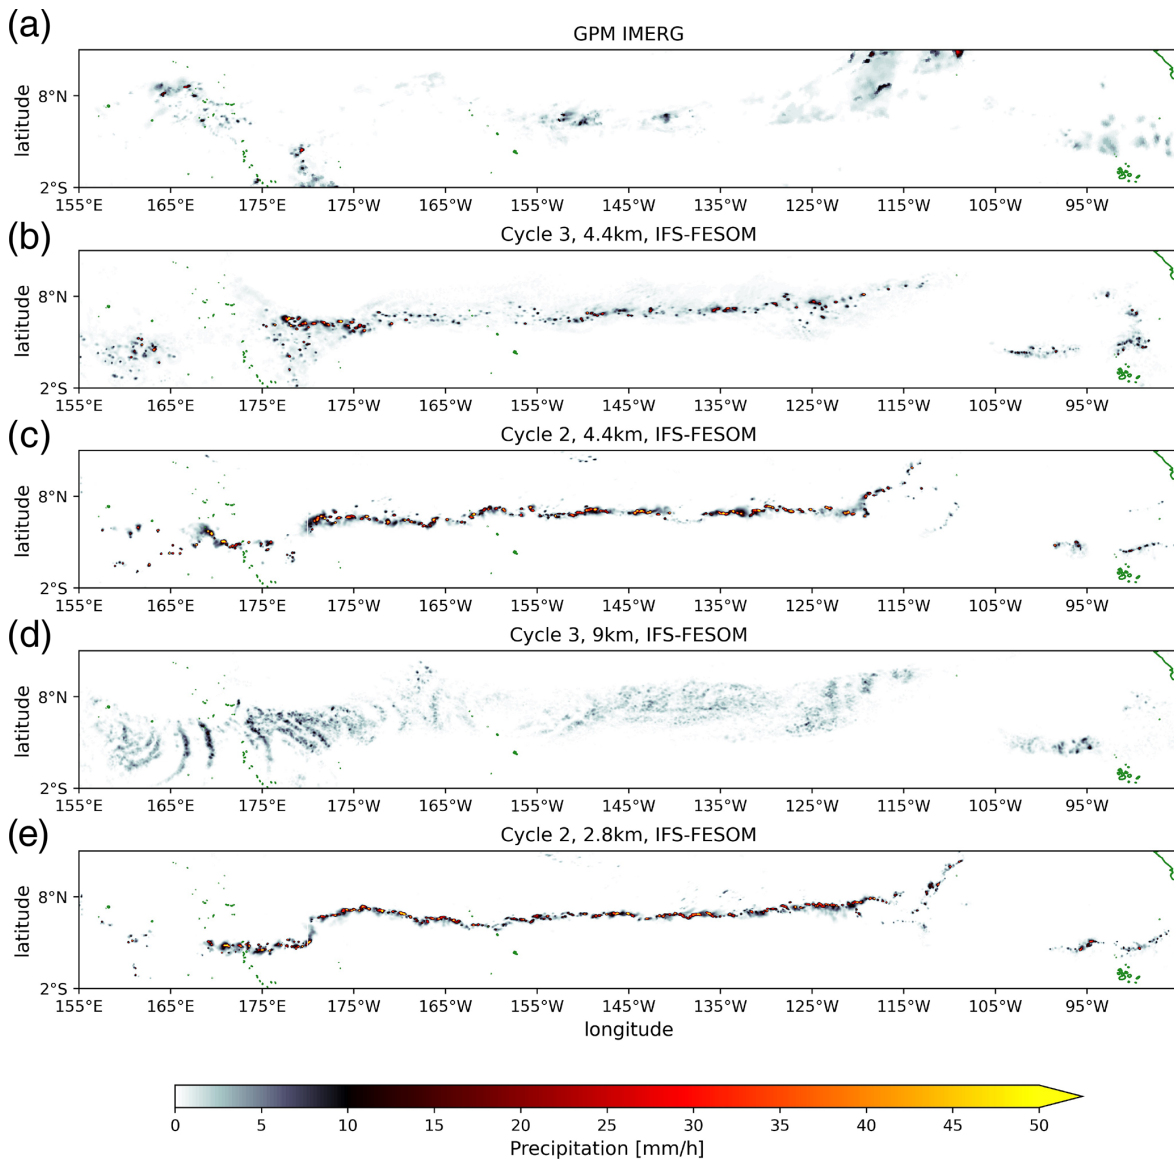 (a)
GPM IMERG
latitude
8°N
2°S
155°E 165°E 175°E 175°W 165°W 155°W 145°W 135°W 125°W 115°W 105°W 95°W
(b)
Cycle 3, 4.4km, IFS-FESOM
latitude
8°N
2°S
155°E 165°E 175°E 175°W 165°W 155°W 145°W 135°W 125°W 115°W 105°W 95°W
(c)
Cycle 2, 4.4km, IFS-FESOM
latitude
8°N
2°S
155°E 165°E 175°E 175°W 165°W 155°W 145°W 135°W 125°W 115°W 105°W 95°W
(d)
Cycle 3, 9km, IFS-FESOM
latitude
8°N
2°S
155°E 165°E 175°E 175°W 165°W 155°W 145°W 135°W 125°W 115°W 105°W 95°W
(e)
Cycle 2, 2.8km, IFS-FESOM
latitude
8°N
2°S
155°E 165°E 175°E 175°W 165°W 155°W 145°W 135°W 125°W 115°W 105°W 95°W
longitude
0 5 10 15 20 25 30 35 40 45 50
Precipitation [mm/h]